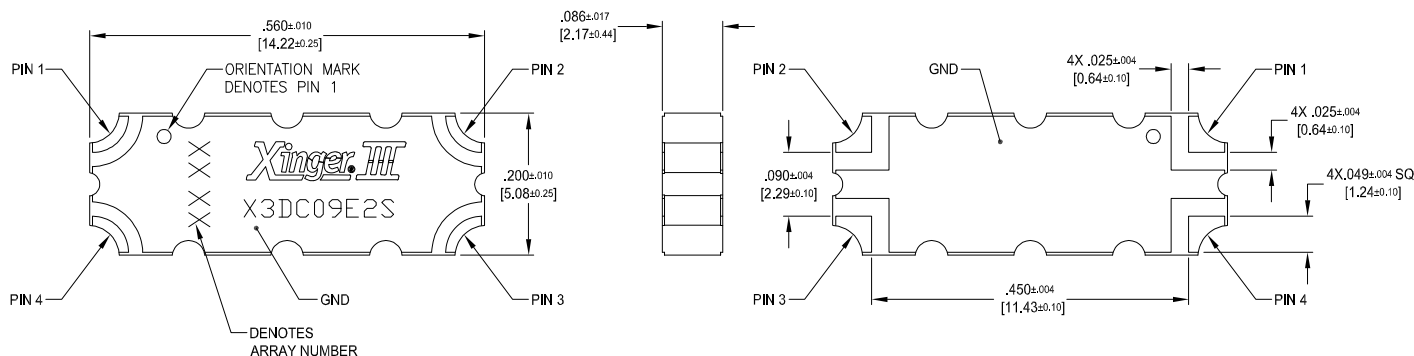 .560±.010
[14.22±0.25]
PIN 1
ORIENTATION MARK
DENOTES PIN 1
PIN 2
Xinger. III
X3DC09E2S
.200±.010
[5.08±0.25]
PIN 4
GND
PIN 3
DENOTES
ARRAY NUMBER
.086±.017
[2.17±0.44]
PIN 2
GND
4X .025±.004
[0.64±0.10]
PIN 1
4X .025±.004
[0.64±0.10]
.090±.004
[2.29±0.10]
4X.049±.004 SQ
[1.24±0.10]
PIN 3
.450±.004
[11.43±0.10]
PIN 4
XXXX